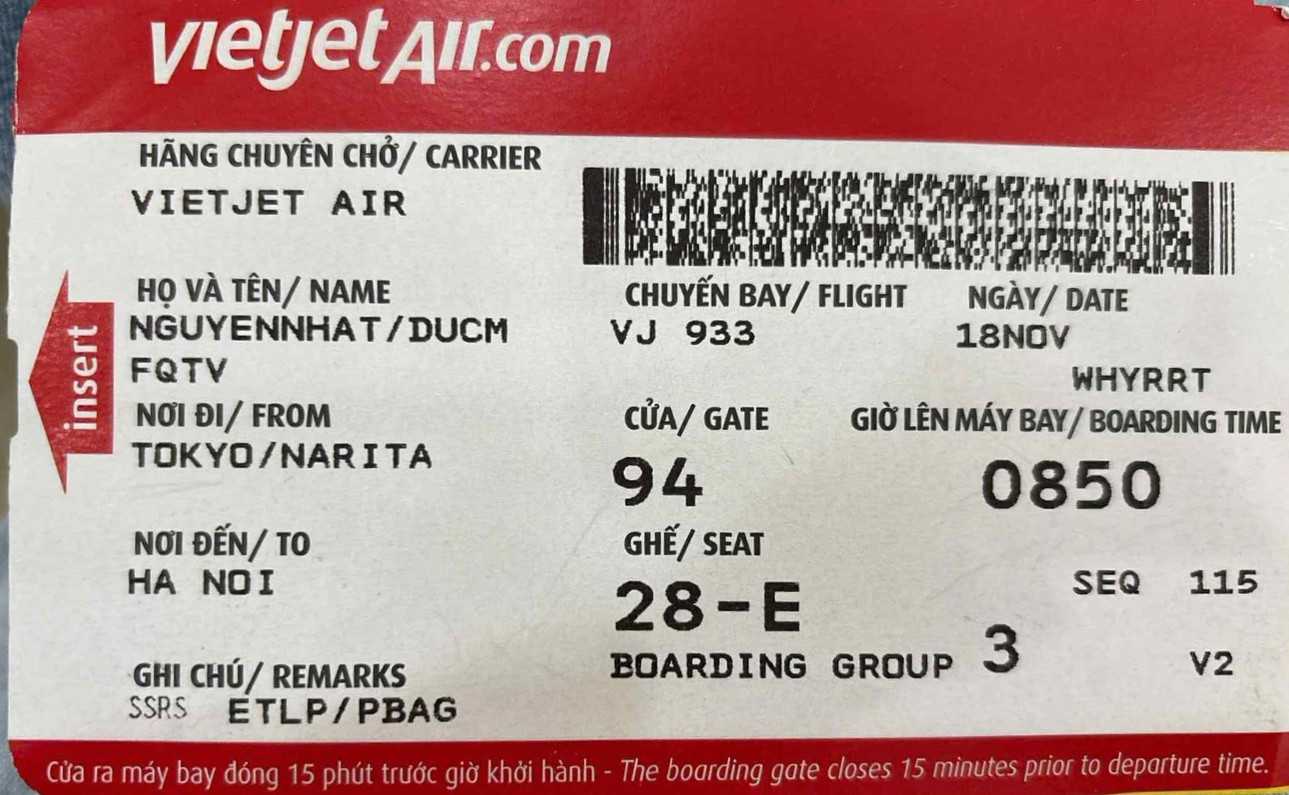 vietjetAir.com
HÃNG CHUYÊN CHỞ/ CARRIER
VIETJET AIR
HỌ VÀ TÊN/ NAME
NGUYENNHAT/DUCM
FQTV
CHUYẾN BAY/ FLIGHT
VJ 933
NGÀY/ DATE
18NOV
WHYRRT
insert
NƠI ĐI/ FROM
TOKYO/NARITA
CỬA/ GATE
94
GIỜ LÊN MÁY BAY/ BOARDING TIME
0850
NƠI ĐẾN/ TO
HA NOI
GHẾ/ SEAT
28-E
SEQ 115
BOARDING GROUP 3
V2
GHI CHÚ/ REMARKS
SSRS ETLP/PBAG
Cửa ra máy bay đóng 15 phút trước giờ khởi hành - The boarding gate closes 15 minutes prior to departure time.